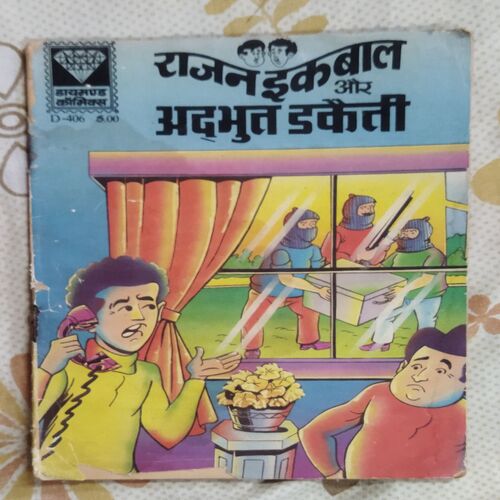 डायमण्ड
कॉमिक्स
D-406 5.00
राजन इकबाल
और
अद्भुत डकैती